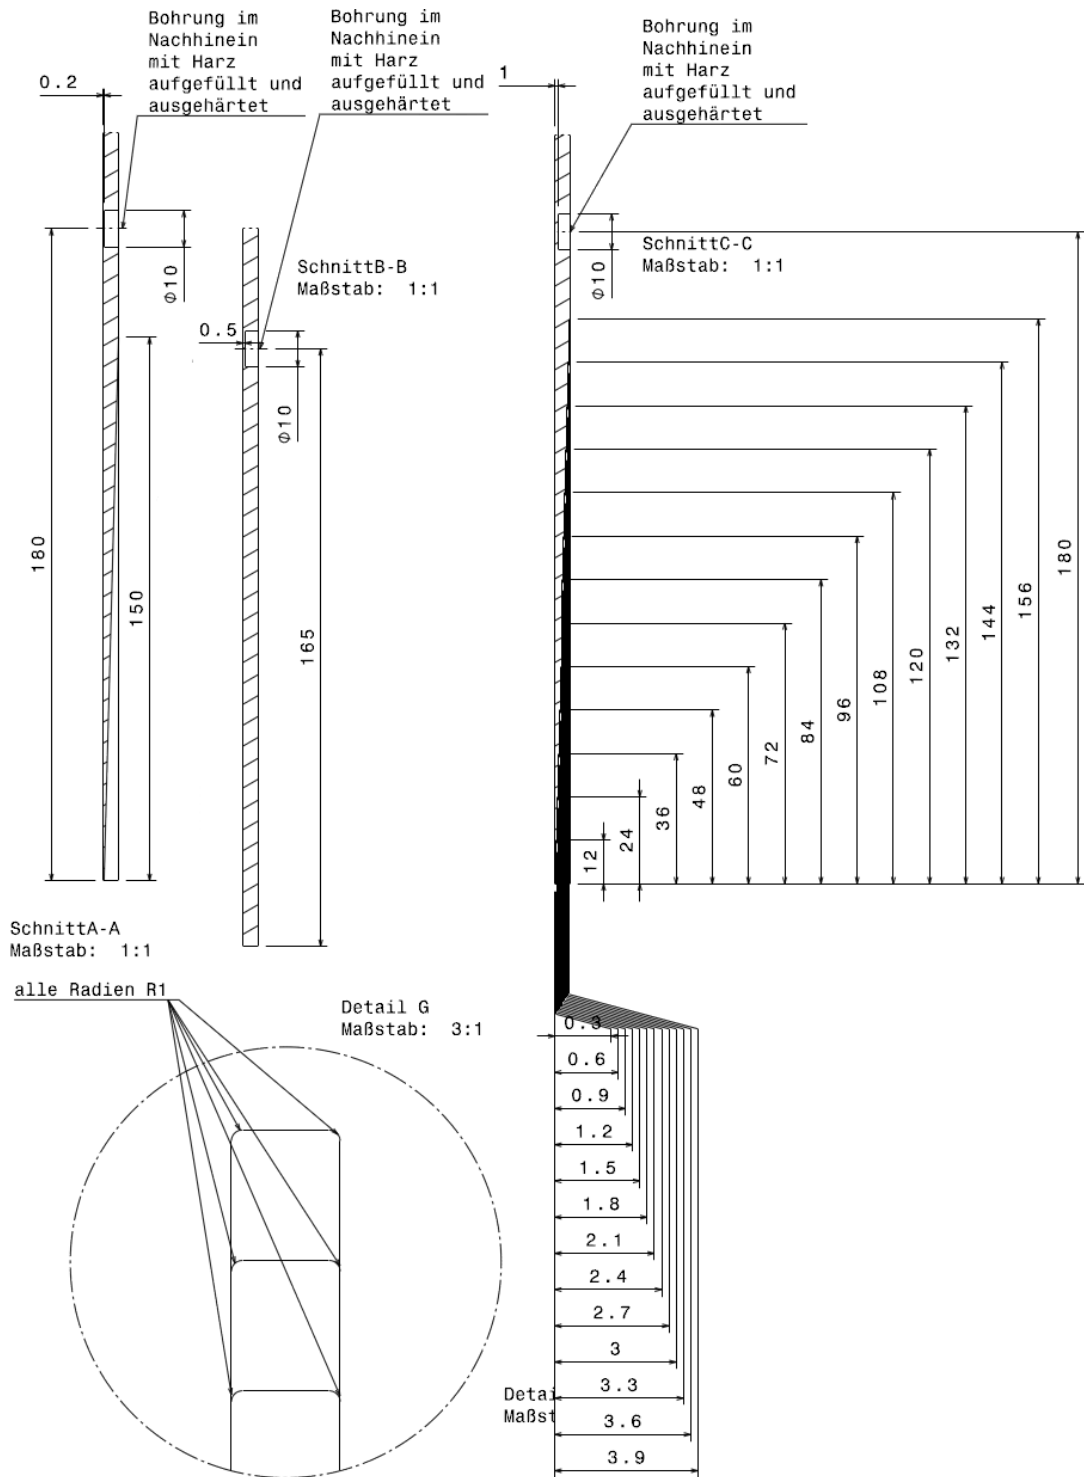 Bohrung im
Nachhinein
mit Harz
aufgefüllt und
ausgehärtet
Bohrung im
Nachhinein
mit Harz
aufgefüllt und
ausgehärtet
Bohrung im
Nachhinein
mit Harz
aufgefüllt und
ausgehärtet
0.2
1
Φ10
SchnittB-B
Maßstab: 1:1
SchnittC-C
Maßstab: 1:1
Φ10
0.5
Φ10
180
150
165
12
24
36
48
60
72
84
96
108
120
132
144
156
180
SchnittA-A
Maßstab: 1:1
alle Radien R1
Detail G
Maßstab: 3:1
0.3
0.6
0.9
1.2
1.5
1.8
2.1
2.4
2.7
3
3.3
3.6
3.9